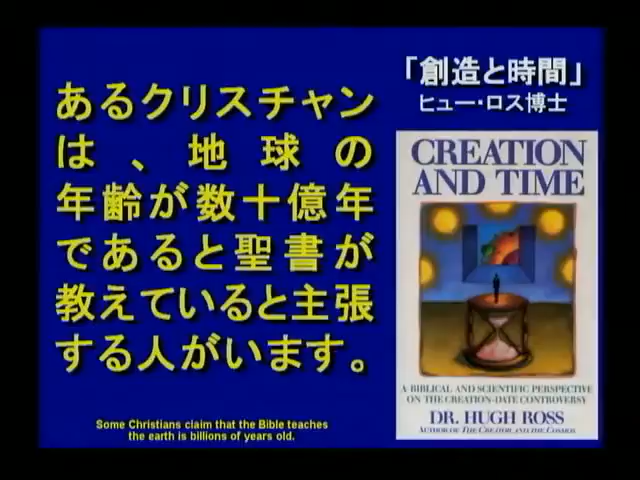 あるクリスチャン
は、地球の
年齢が数十億年
であると聖書が
教えていると主張
する人がいます。
Some Christians claim that the Bible teaches
the earth is billions of years old.
「創造と時間」
ヒュー・ロス博士
CREATION
AND TIME
A BIBLICAL AND SCIENTIFIC PERSPECTIVE
ON THE CREATION-DATE CONTROVERSY
DR. HUGH ROSS
AUTHOR OF THE CREATOR AND THE COSMOS